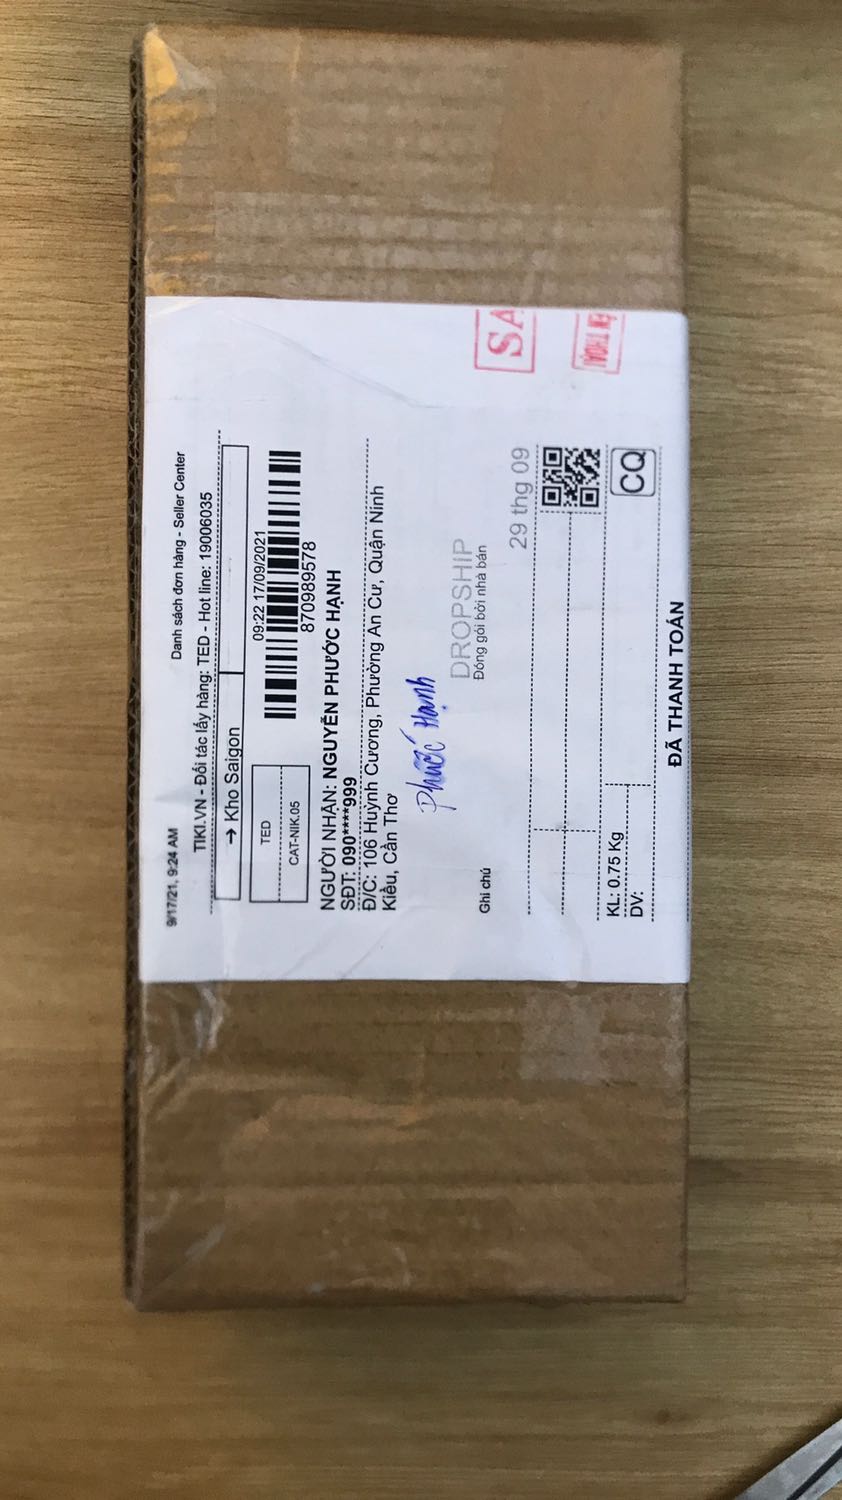 9/17/21, 9:24 AM
Danh sách đơn hàng - Seller Center
TIKI.VN - Đối tác lấy hàng: TED - Hot line: 19006035
→ Kho Saigon
TED
CAT-NIK.05
09:22 17/09/2021
870989578
NGƯỜI NHẬN: NGUYỄN PHƯỚC HẠNH
SĐT: 090****999
Đ/C: 106 Huỳnh Cương, Phường An Cư, Quận Ninh
Kiều, Cần Thơ
Phước Hạnh
DROPSHIP
Ghi chú
Đóng gói bởi nhà bán
29 thg 09
SA
THOẠI
KL: 0.75 Kg
DV:
CQ
ĐÃ THANH TOÁN